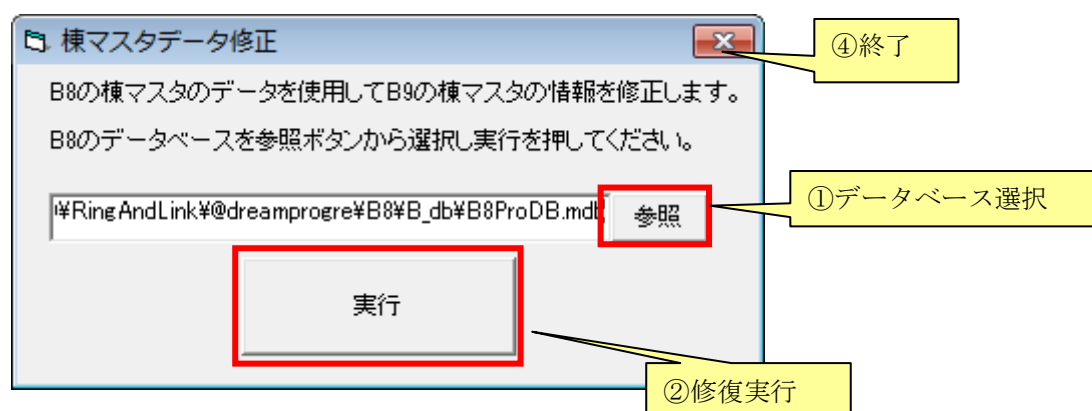 棟マスタデータ修正
④終了
B8の棟マスタのデータを使用してB9の棟マスタの情報を修正します。
B8のデータベースを参照ボタンから選択し実行を押してください。
¥RingAndLink¥@dreamprogre¥B8¥B_db¥B8ProDB.mdb
参照
①データベース選択
実行
②修復実行